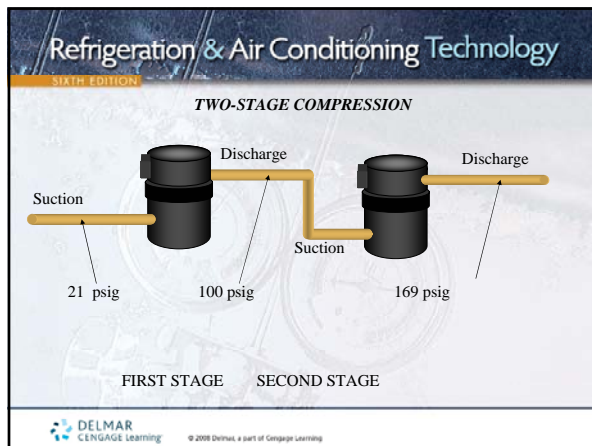 Refrigeration & Air Conditioning Technology
SIXTH EDITION
TWO-STAGE COMPRESSION
Discharge
Discharge
Suction
Suction
21 psig
100 psig
169 psig
FIRST STAGE SECOND STAGE
DELMAR
CENGAGE Learning
© 2008 Delmar, a part of Cengage Learning